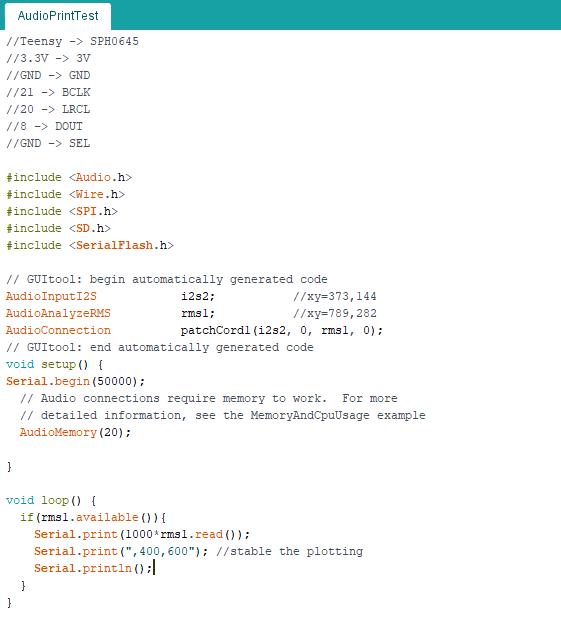 AudioPrintTest
//Teensy -> SPH0645
//3.3V -> 3V
//GND -> GND
//21 -> BCLK
//20 -> LRCL
//8 -> DOUT
//GND -> SEL
#include <Audio.h>
#include <Wire.h>
#include <SPI.h>
#include <SD.h>
#include <SerialFlash.h>
// GUItool: begin automatically generated code
AudioInputI2S            i2s2;           //xy=373,144
AudioAnalyzeRMS          rms1;           //xy=789,282
AudioConnection          patchCord1(i2s2, 0, rms1, 0);
// GUItool: end automatically generated code
void setup() {
Serial.begin(50000);
  // Audio connections require memory to work.  For more
  // detailed information, see the MemoryAndCpuUsage example
  AudioMemory(20);
}
void loop() {
  if(rms1.available()){
    Serial.print(1000*rms1.read());
    Serial.print(",400,600"); //stable the plotting
    Serial.println();
  }
}